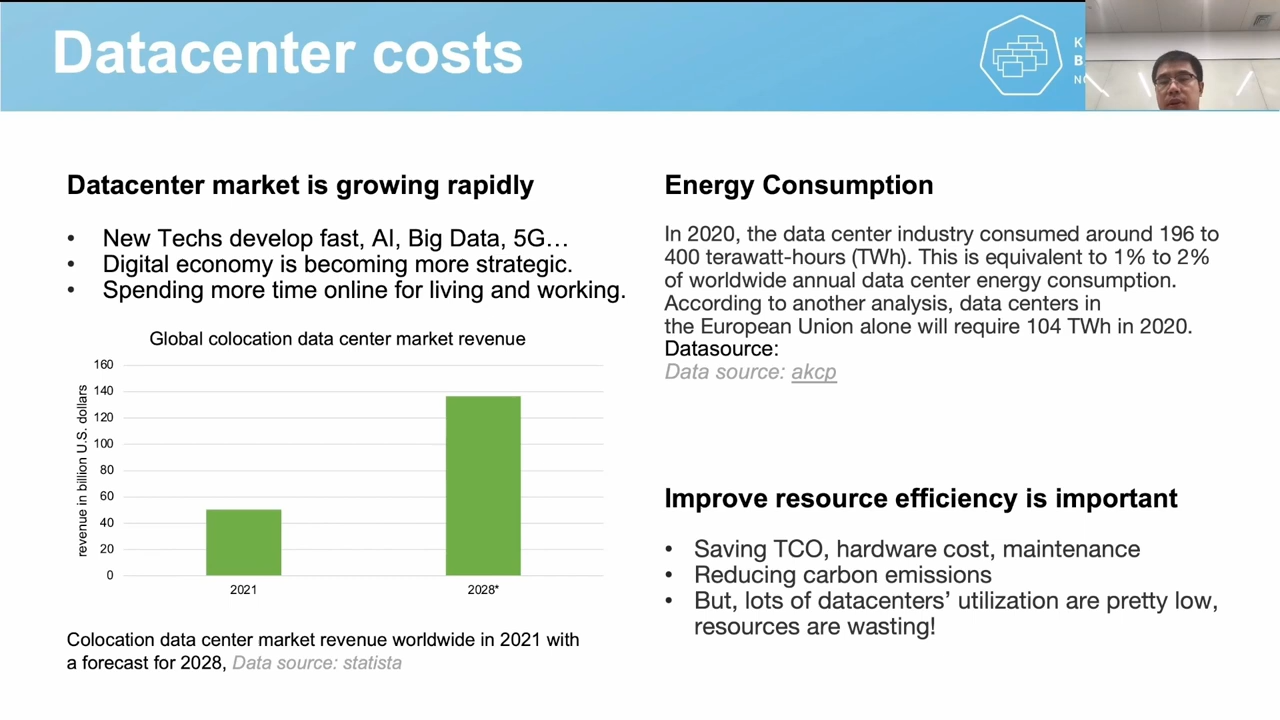 Datacenter costs
K
B
N
Datacenter market is growing rapidly
• New Techs develop fast, AI, Big Data, 5G…
• Digital economy is becoming more strategic.
• Spending more time online for living and working.
Global colocation data center market revenue
revenue in billion U.S. dollars
160
140
120
100
80
60
40
20
0
2021
2028*
Colocation data center market revenue worldwide in 2021 with
a forecast for 2028, Data source: statista
Energy Consumption
In 2020, the data center industry consumed around 196 to
400 terawatt-hours (TWh). This is equivalent to 1% to 2%
of worldwide annual data center energy consumption.
According to another analysis, data centers in
the European Union alone will require 104 TWh in 2020.
Datasource:
Data source: akcp
Improve resource efficiency is important
• Saving TCO, hardware cost, maintenance
• Reducing carbon emissions
• But, lots of datacenters’ utilization are pretty low,
resources are wasting!